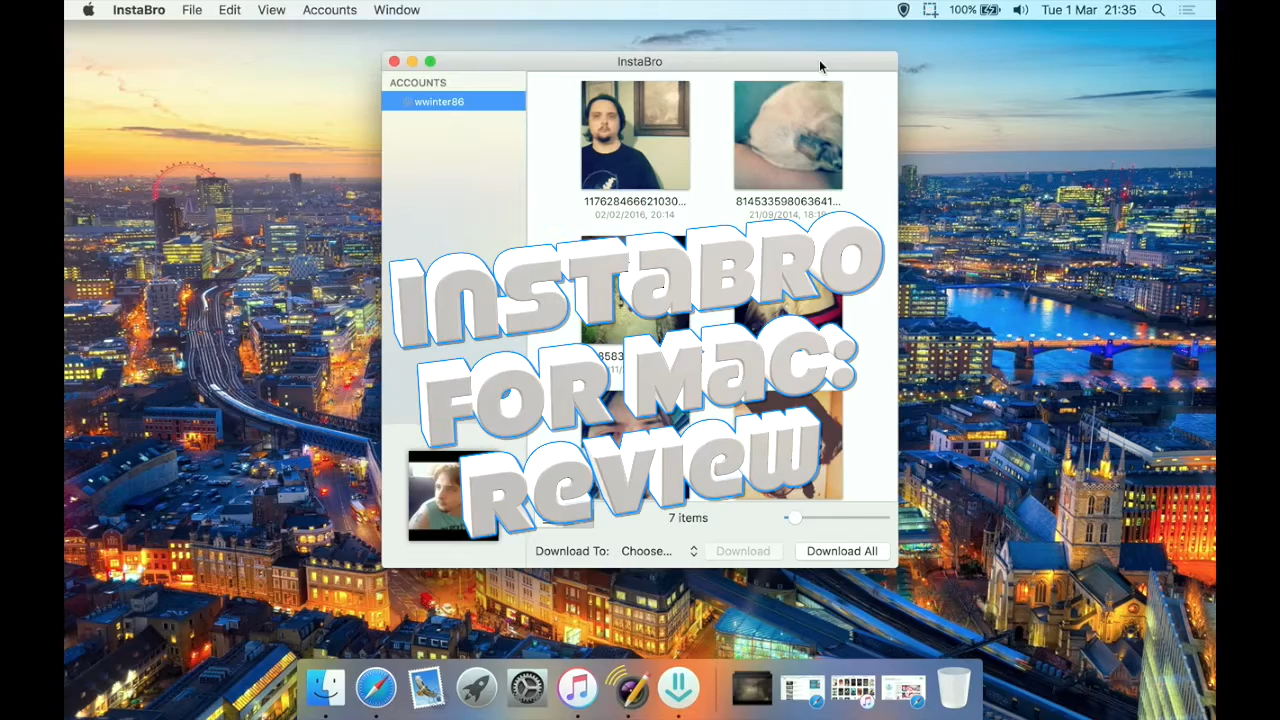 InstaBro File Edit View Accounts Window 100% Tue 1 Mar 21:35
InstaBro
ACCOUNTS
wwinter86
117628466621030...
02/02/2016, 20:14
814533598063641...
21/09/2014, 18:19
INSTABRO
FOR MAC:
REVIEW
7 items
Download To: Choose... Download Download All